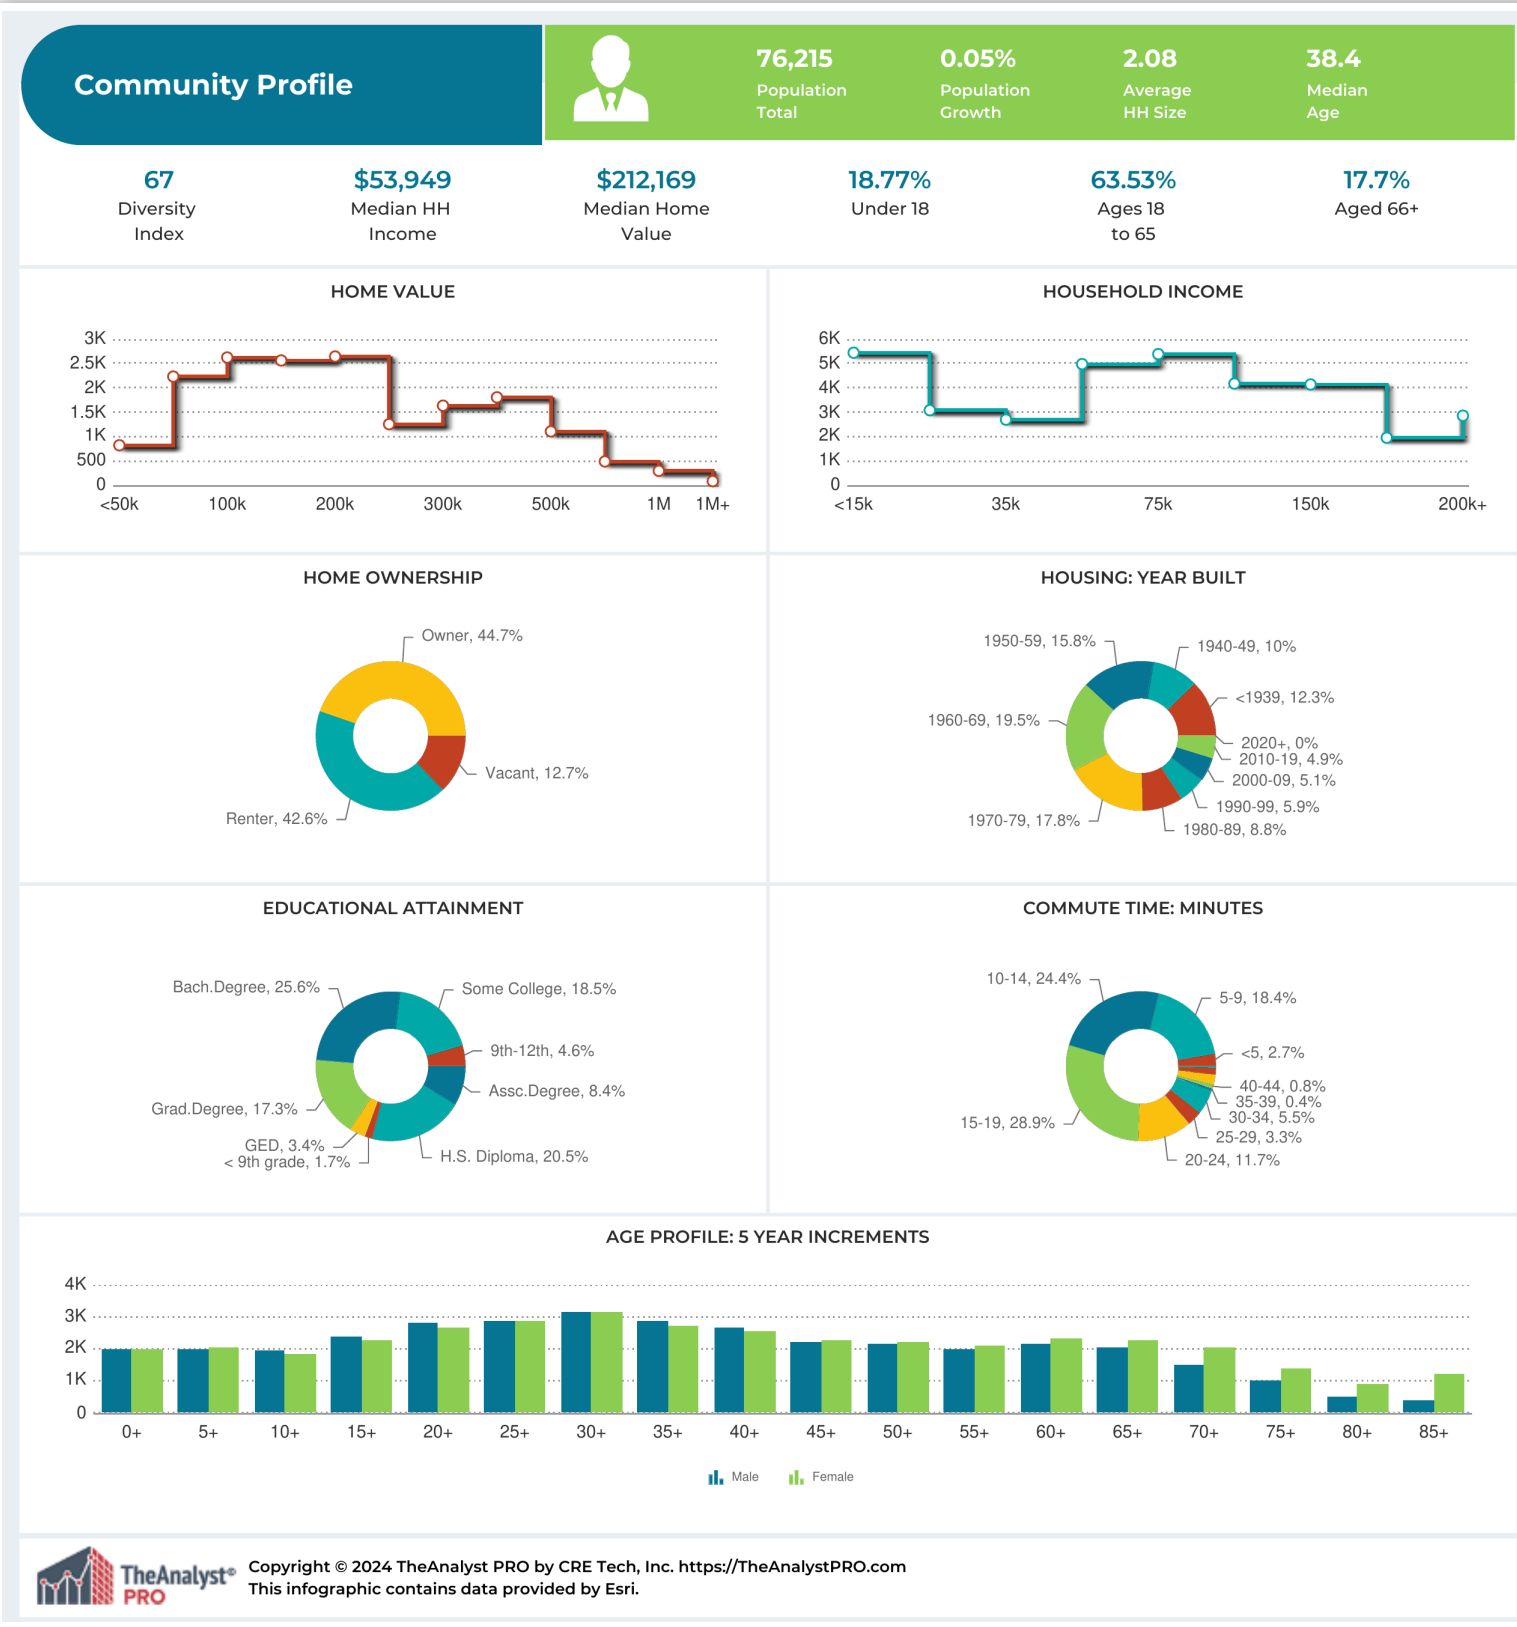 Community Profile
76,215
Population
Total
0.05%
Population
Growth
2.08
Average
HH Size
38.4
Median
Age
67
Diversity
Index
$53,949
Median HH
Income
$212,169
Median Home
Value
18.77%
Under 18
63.53%
Ages 18
to 65
17.7%
Aged 66+
HOME VALUE
3K
2.5K
2K
1.5K
1K
500
0
<50k 100k 200k 300k 500k 1M 1M+
HOUSEHOLD INCOME
6K
5K
4K
3K
2K
1K
0
<15k 35k 75k 150k 200k+
HOME OWNERSHIP
Owner, 44.7%
Vacant, 12.7%
Renter, 42.6%
HOUSING: YEAR BUILT
1950-59, 15.8%
1940-49, 10%
<1939, 12.3%
1960-69, 19.5%
2020+, 0%
2010-19, 4.9%
2000-09, 5.1%
1990-99, 5.9%
1970-79, 17.8%
1980-89, 8.8%
EDUCATIONAL ATTAINMENT
Bach.Degree, 25.6%
Some College, 18.5%
9th-12th, 4.6%
Assc.Degree, 8.4%
Grad.Degree, 17.3%
GED, 3.4%
< 9th grade, 1.7%
H.S. Diploma, 20.5%
COMMUTE TIME: MINUTES
10-14, 24.4%
5-9, 18.4%
<5, 2.7%
40-44, 0.8%
35-39, 0.4%
30-34, 5.5%
15-19, 28.9%
25-29, 3.3%
20-24, 11.7%
AGE PROFILE: 5 YEAR INCREMENTS
4K
3K
2K
1K
0
0+ 5+ 10+ 15+ 20+ 25+ 30+ 35+ 40+ 45+ 50+ 55+ 60+ 65+ 70+ 75+ 80+ 85+
Male Female
TheAnalyst©
PRO
Copyright © 2024 TheAnalyst PRO by CRE Tech, Inc. https://TheAnalystPRO.com
This infographic contains data provided by Esri.